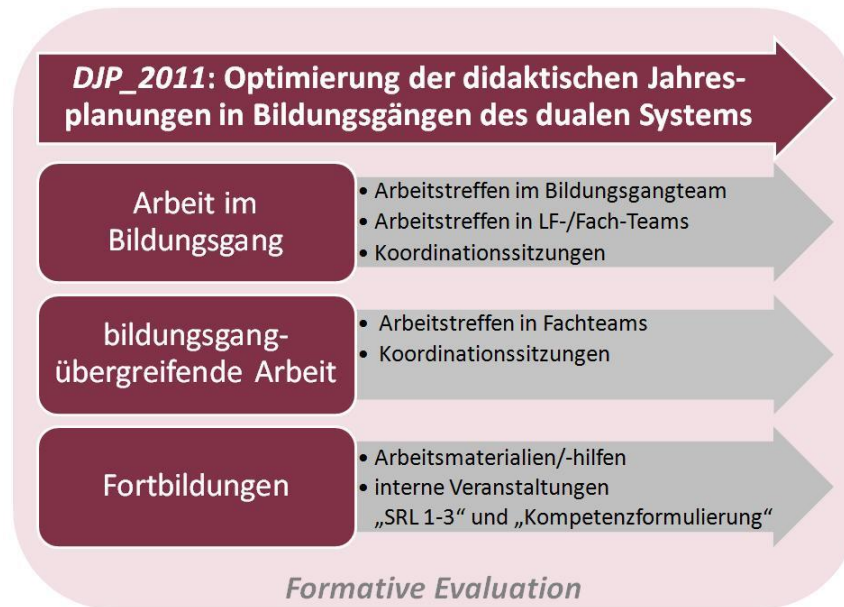 DJP_2011: Optimierung der didaktischen Jahres-
planungen in Bildungsgängen des dualen Systems
Arbeit im
Bildungsgang
• Arbeitstreffen im Bildungsgangteam
• Arbeitstreffen in LF-/Fach-Teams
• Koordinationssitzungen
bildungsgang-
übergreifende Arbeit
• Arbeitstreffen in Fachteams
• Koordinationssitzungen
Fortbildungen
• Arbeitsmaterialien/-hilfen
• interne Veranstaltungen
„SRL 1-3“ und „Kompetenzformulierung“
Formative Evaluation